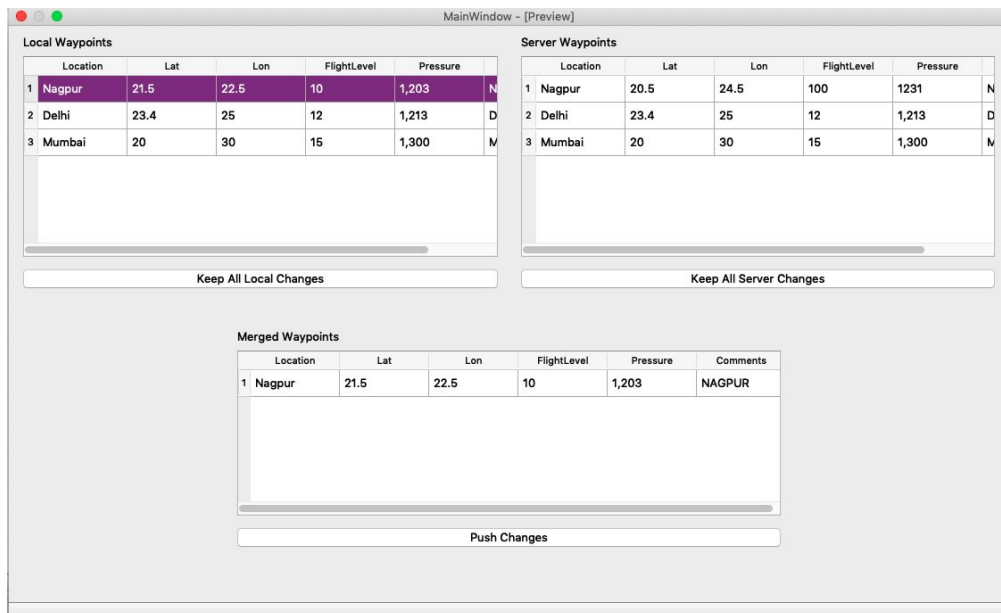 MainWindow - [Preview]
Local Waypoints
Location Lat Lon FlightLevel Pressure
1 Nagpur 21.5 22.5 10 1,203 N
2 Delhi 23.4 25 12 1,213 D
3 Mumbai 20 30 15 1,300 M
Keep All Local Changes
Server Waypoints
Location Lat Lon FlightLevel Pressure
1 Nagpur 20.5 24.5 100 1231 N
2 Delhi 23.4 25 12 1,213 D
3 Mumbai 20 30 15 1,300 M
Keep All Server Changes
Merged Waypoints
Location Lat Lon FlightLevel Pressure Comments
1 Nagpur 21.5 22.5 10 1,203 NAGPUR
Push Changes